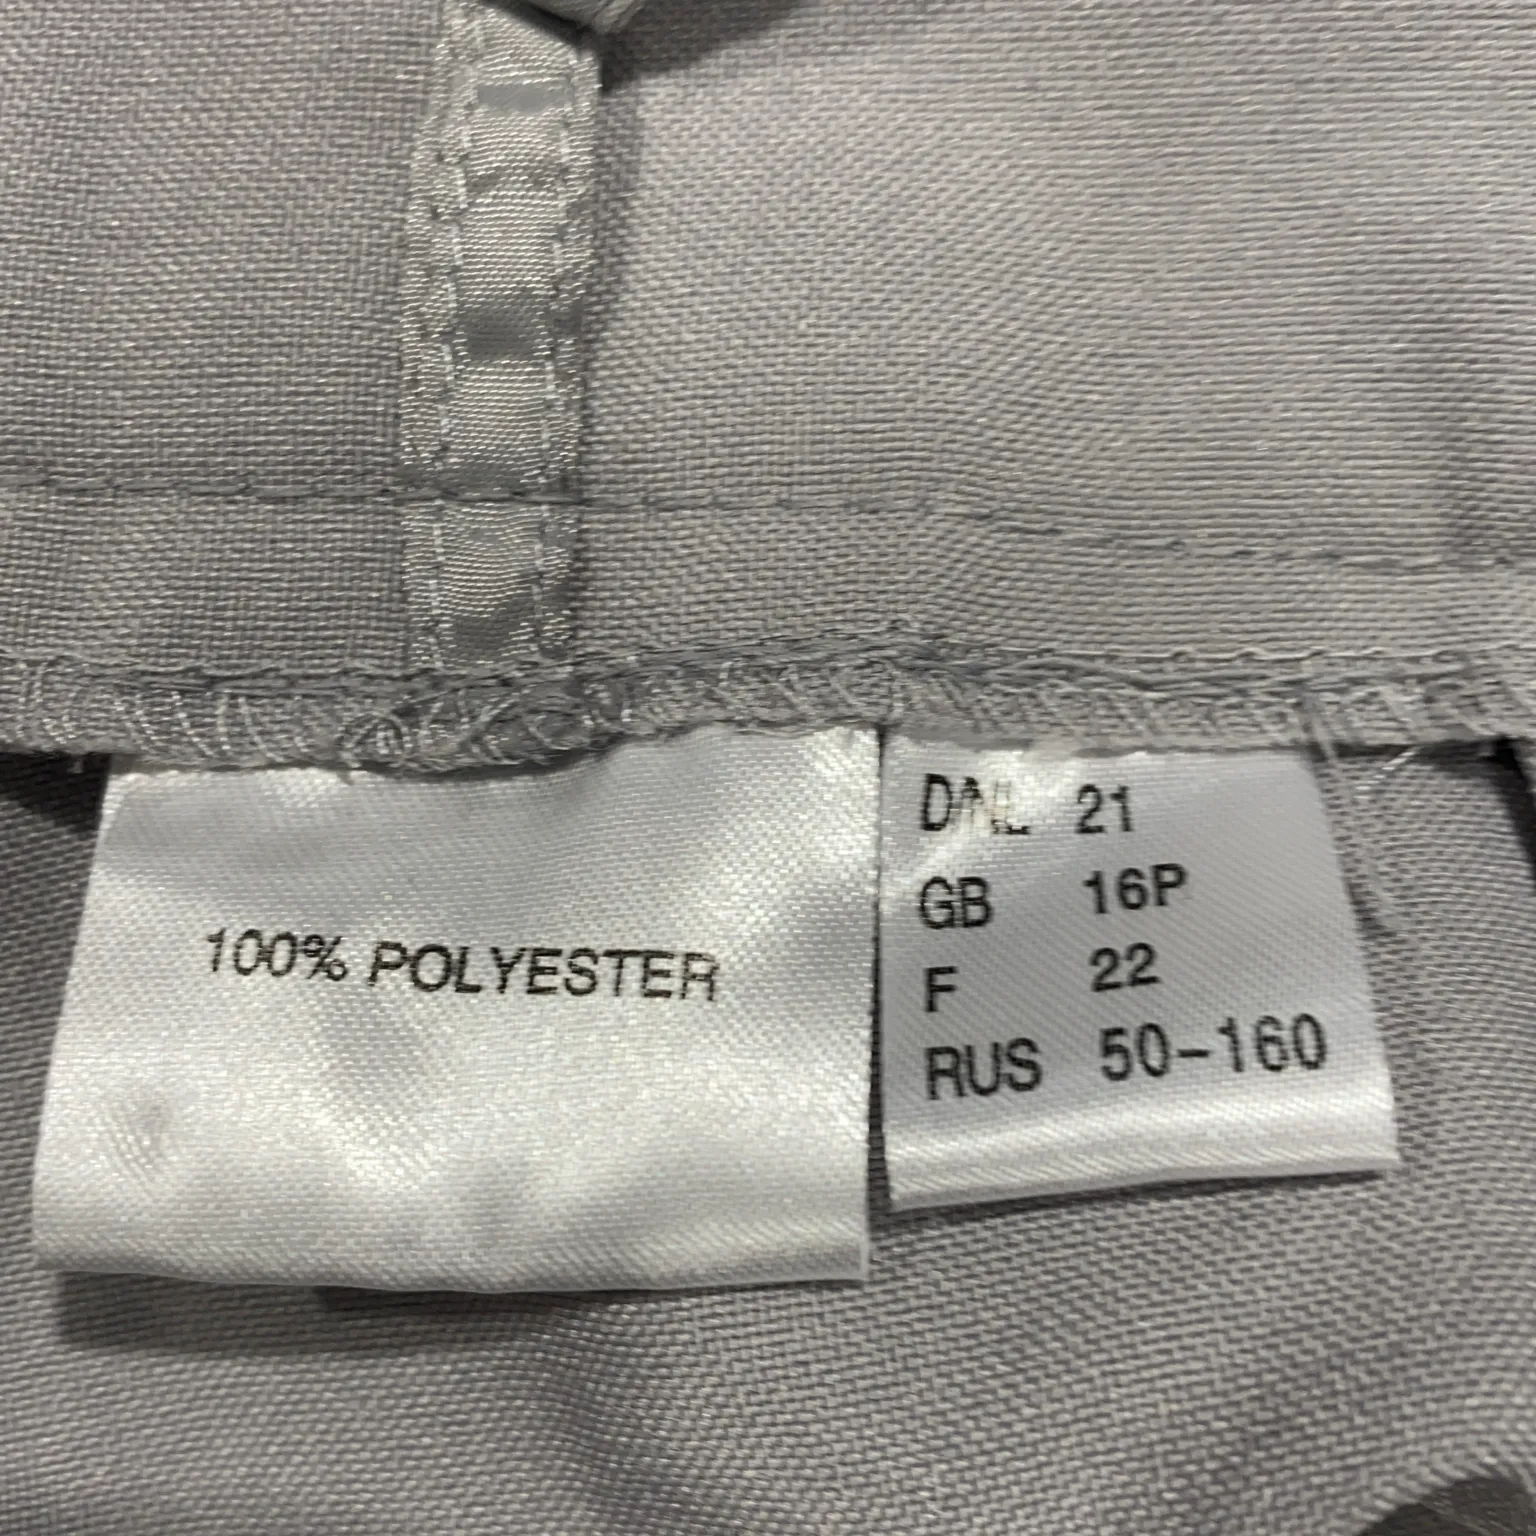 100% POLYESTER
D/NL 21
GB 16P
F 22
RUS 50-160